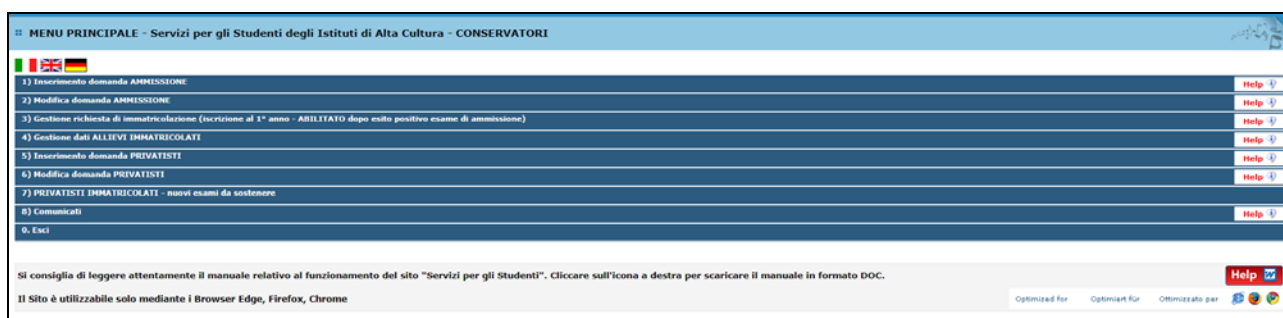 MENU PRINCIPALE - Servizi per gli Studenti degli Istituti di Alta Cultura - CONSERVATORI
1) Inserimento domanda AMMISSIONE Help
2) Modifica domanda AMMISSIONE Help
3) Gestione richiesta di immatricolazione (iscrizione al 1° anno - ABILITATO dopo esito positivo esame di ammissione) Help
4) Gestione dati ALLIEVI IMMATRICOLATI Help
5) Inserimento domanda PRIVATISTI Help
6) Modifica domanda PRIVATISTI Help
7) PRIVATISTI IMMATRICOLATI - nuovi esami da sostenere
8) Comunicati Help
0. Esci
Si consiglia di leggere attentamente il manuale relativo al funzionamento del sito "Servizi per gli Studenti". Cliccare sull'icona a destra per scaricare il manuale in formato DOC. Help
Il Sito è utilizzabile solo mediante i Browser Edge, Firefox, Chrome Optimized for Optimiert für Ottimizzato per